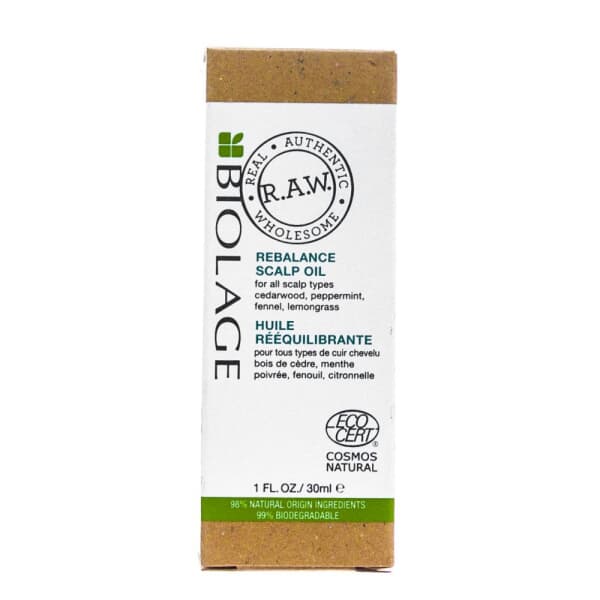 BIOLAGE
REAL • AUTHENTIC • WHOLESOME •
R.A.W.
REBALANCE
SCALP OIL
for all scalp types
cedarwood, peppermint,
fennel, lemongrass
HUILE
RÉÉQUILIBRANTE
pour tous types de cuir chevelu
bois de cèdre, menthe
poivrée, fenouil, citronnelle
ECO
CERT®
COSMOS
NATURAL
1 FL. OZ./ 30ml ℮
98% NATURAL ORIGIN INGREDIENTS
99% BIODEGRADABLE